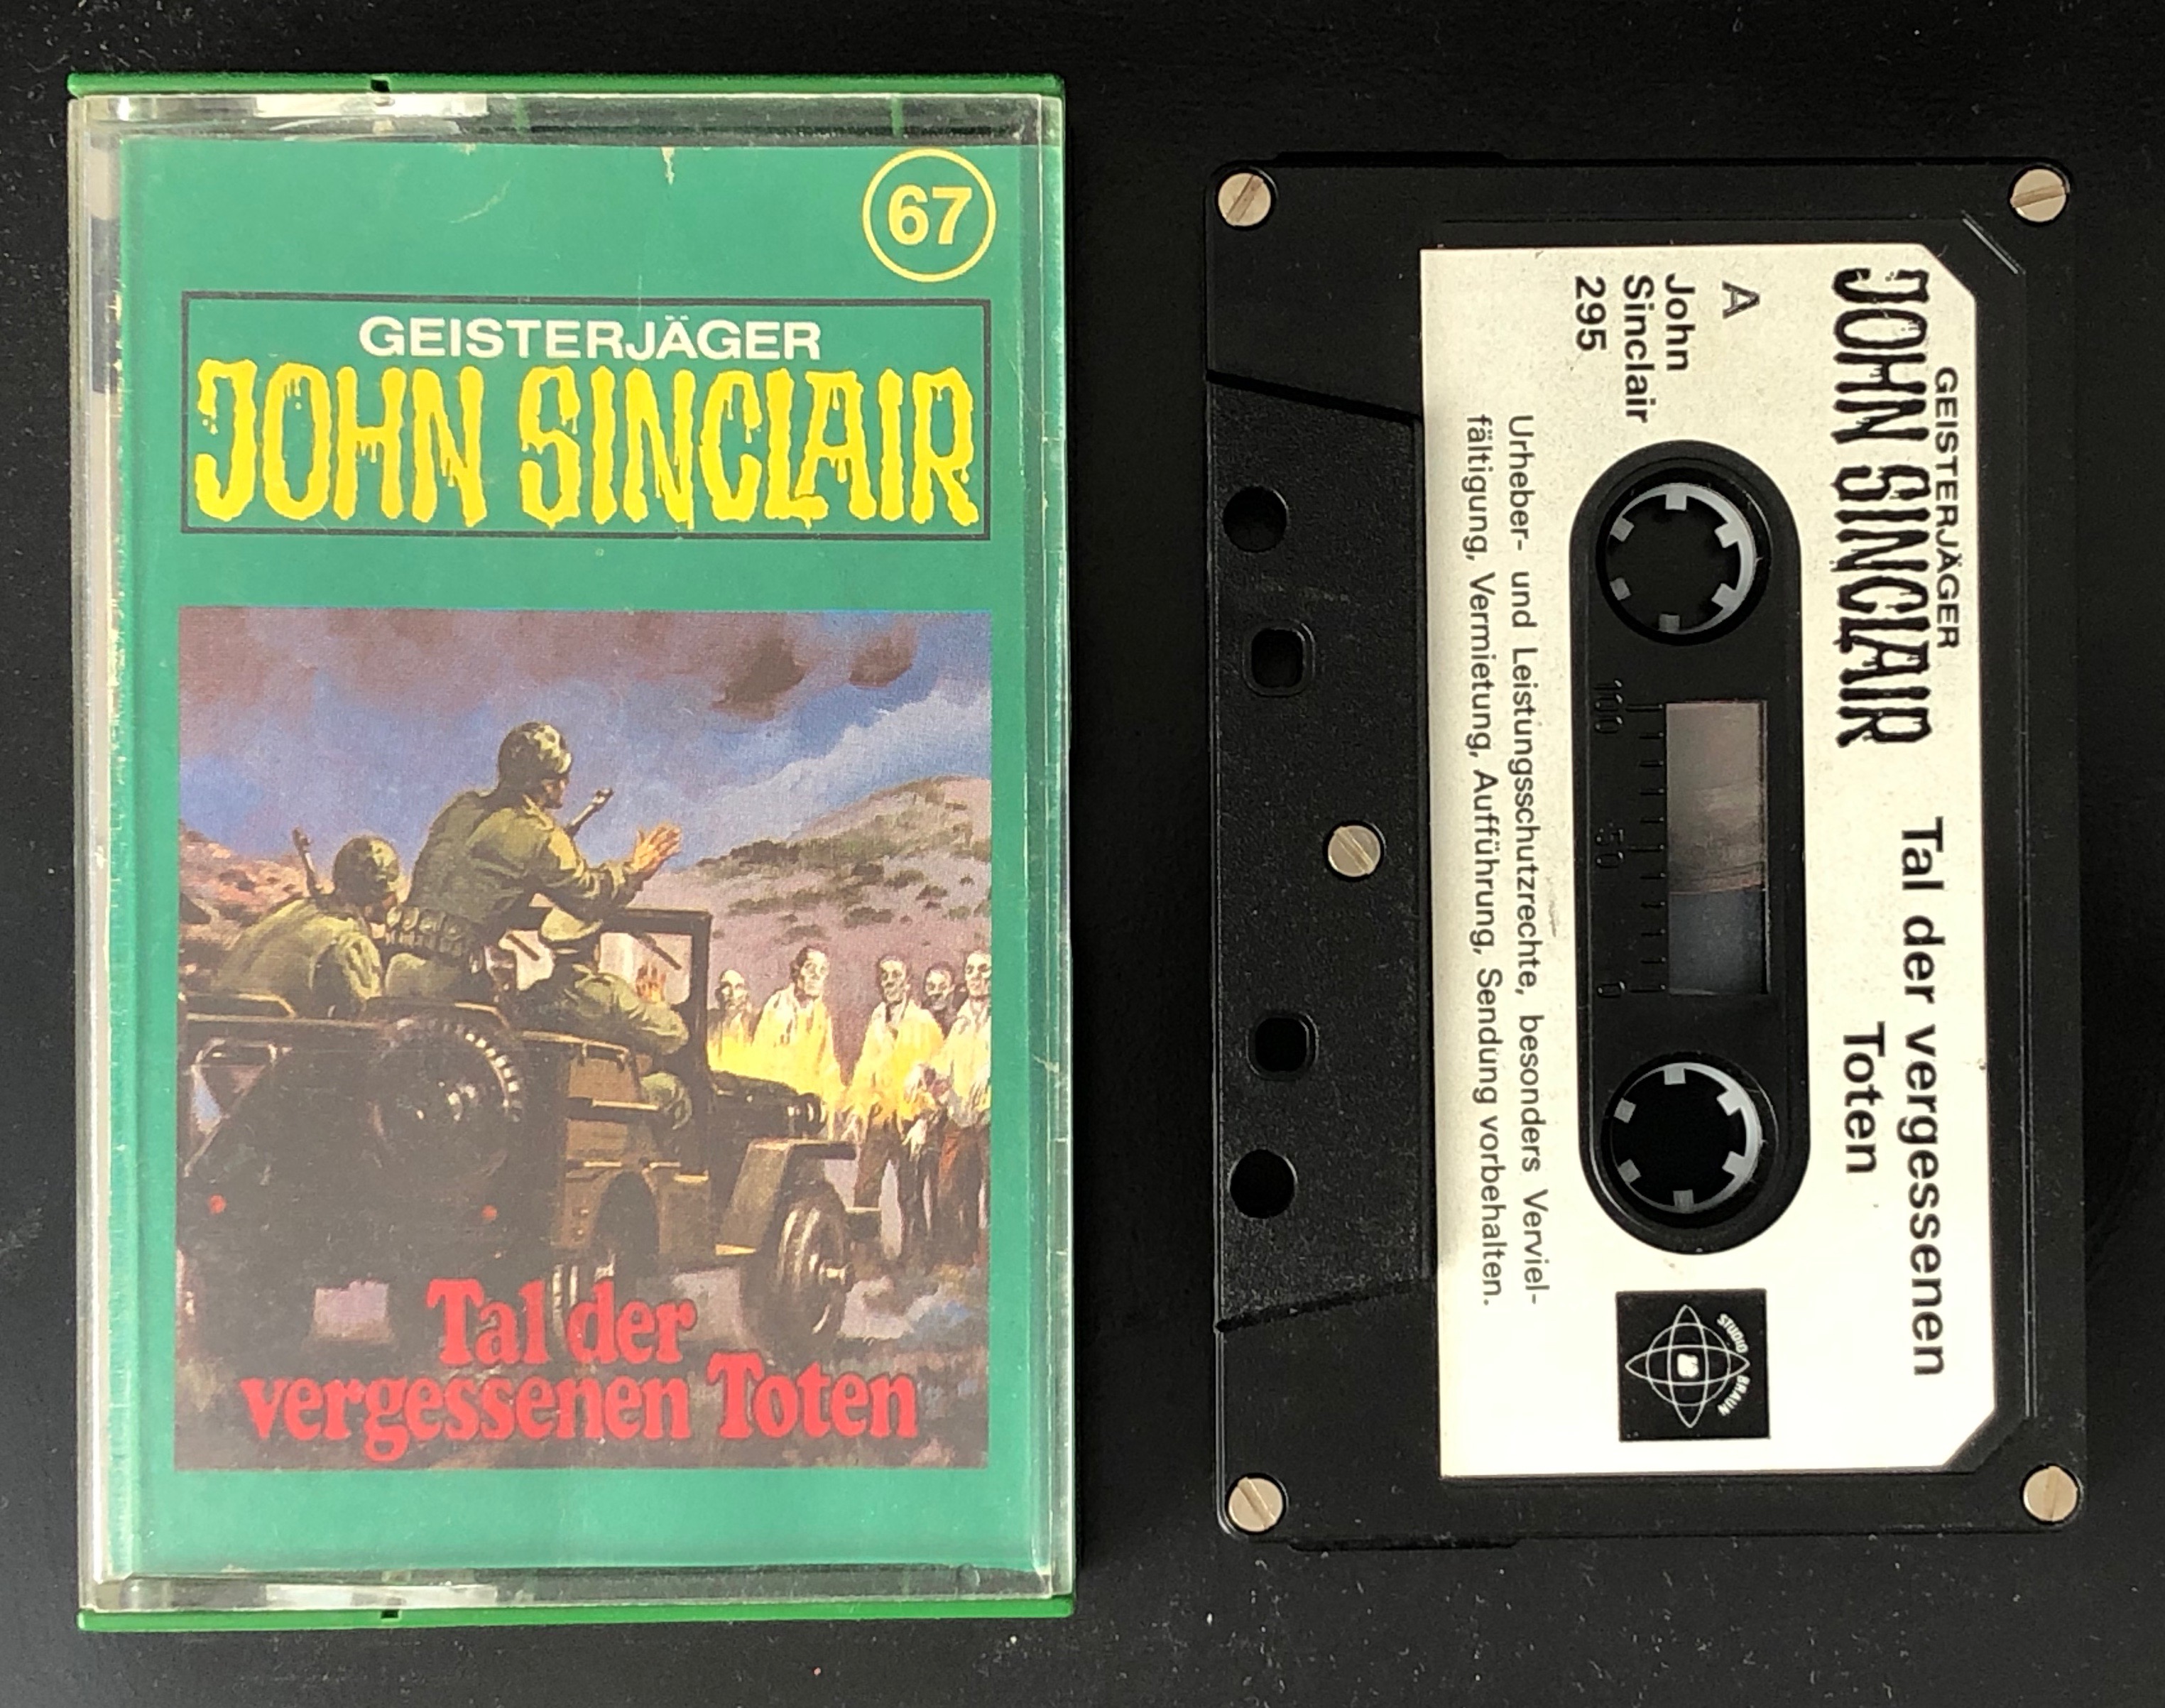 67
GEISTERJÄGER
JOHN SINCLAIR
Tal der
vergessenen Toten
GEISTERJÄGER
JOHN SINCLAIR
Tal der vergessenen
Toten
A
John
Sinclair
295
100
50
0
STUDIO BRAUN
Urheber- und Leistungsschutzrechte, besonders Verviel-
fältigung, Vermietung, Aufführung, Sendung vorbehalten.